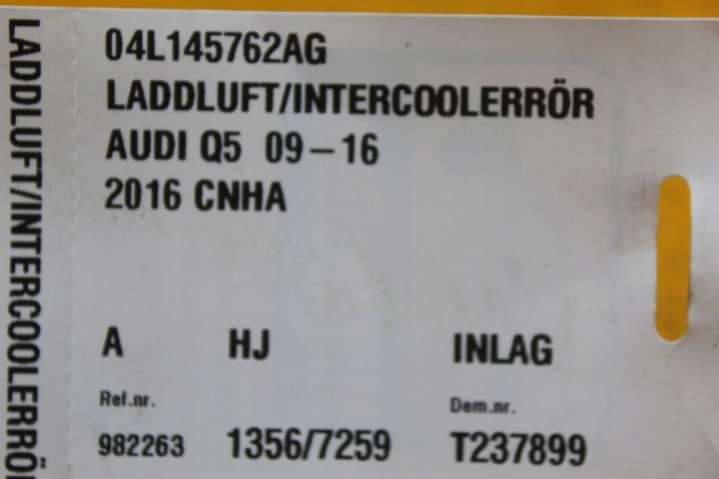 LADDLUFT/INTERCOOLERRÖ
04L145762AG
LADDLUFT/INTERCOOLERRÖR
AUDI Q5 09-16
2016 CNHA
A HJ INLAG
Ref.nr. Dem.nr.
982263 1356/7259 T237899